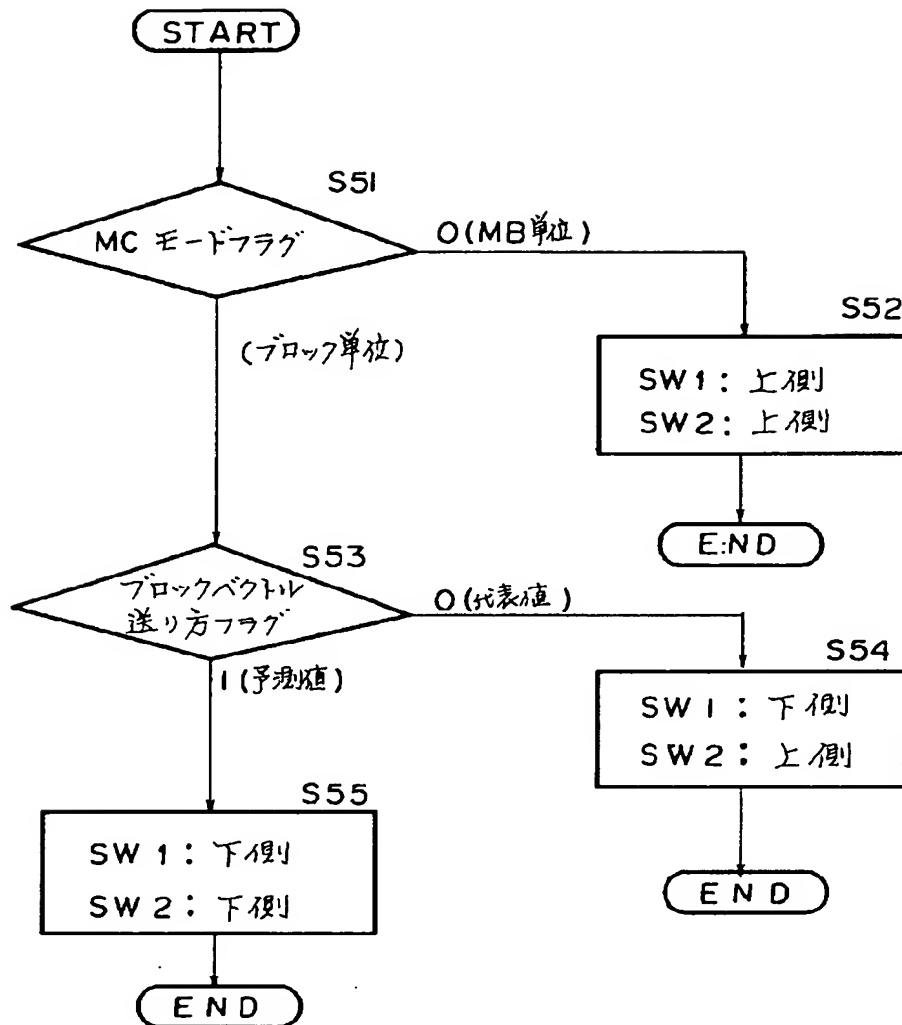 START
S51
MC モードフラグ
0(MB単位)
S52
(ブロック単位)
SW1: 上側
SW2: 上側
E:ND
S53
ブロックベクトル
送り方フラグ
0(代表値)
1(予測値)
S54
SW1: 下側
SW2: 上側
S55
SW1: 下側
SW2: 下側
END
END